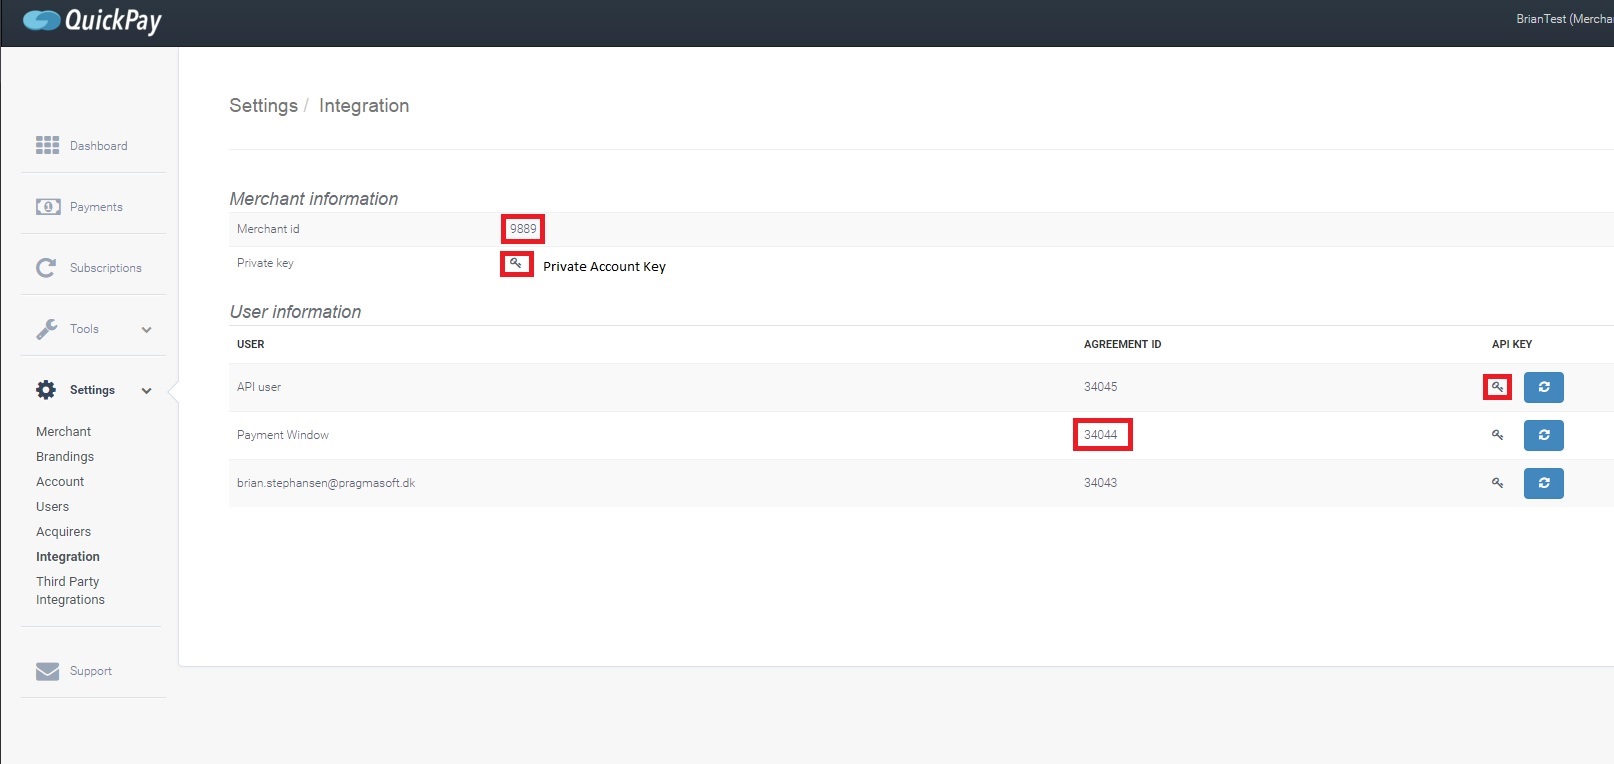 QuickPay
BrianTest (Mercha
Settings / Integration
Dashboard
Payments
Subscriptions
Tools
Settings
Merchant
Brandings
Account
Users
Acquirers
Integration
Third Party
Integrations
Support
Merchant information
Merchant id 9889
Private key Private Account Key
User information
USER AGREEMENT ID API KEY
API user 34045
Payment Window 34044
brian.stephansen@pragmasoft.dk 34043